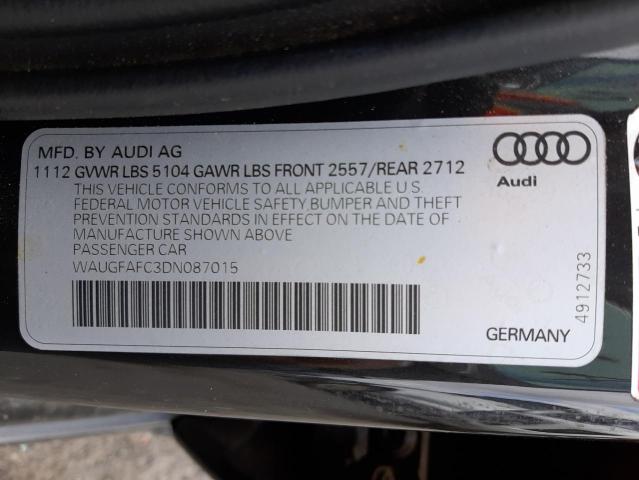 MFD. BY AUDI AG
1112 GVWR LBS 5104 GAWR LBS FRONT 2557/REAR 2712
THIS VEHICLE CONFORMS TO ALL APPLICABLE U.S.
FEDERAL MOTOR VEHICLE SAFETY, BUMPER AND THEFT
PREVENTION STANDARDS IN EFFECT ON THE DATE OF
MANUFACTURE SHOWN ABOVE
PASSENGER CAR
WAUGFAFC3DN087015
Audi
4912733
GERMANY